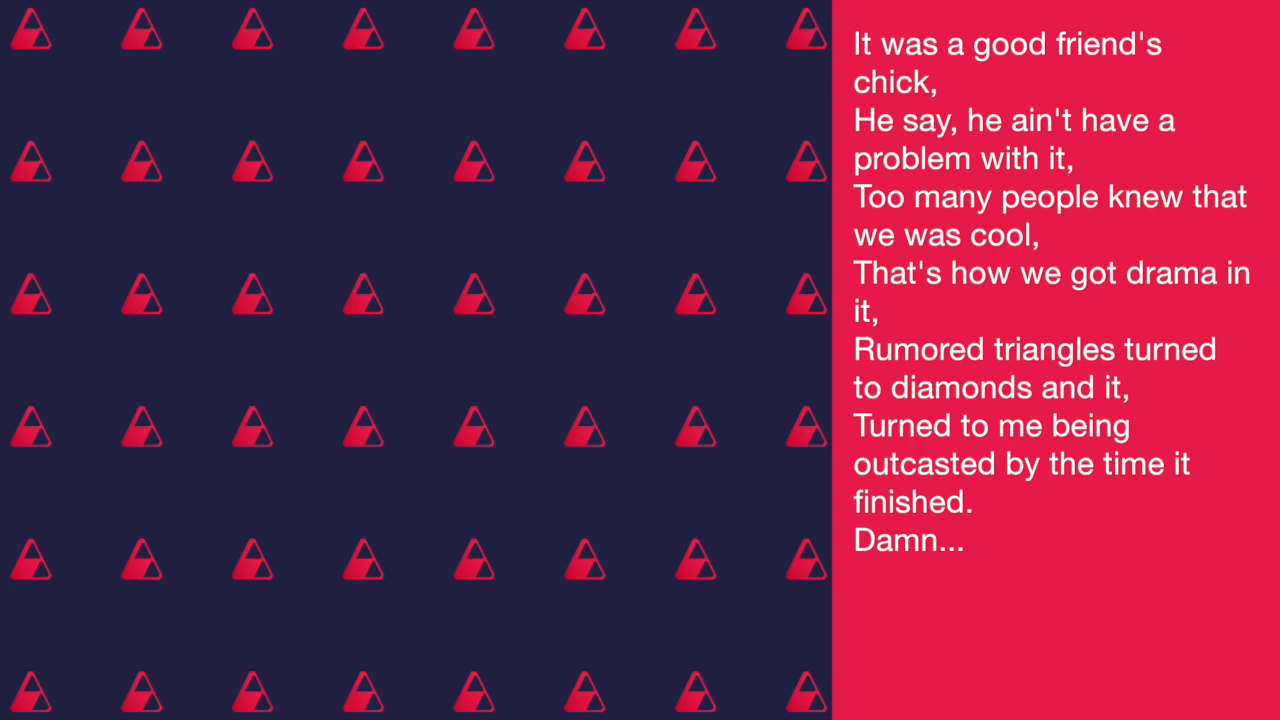 It was a good friend's
chick,
He say, he ain't have a
problem with it,
Too many people knew that
we was cool,
That's how we got drama in
it,
Rumored triangles turned
to diamonds and it,
Turned to me being
outcasted by the time it
finished.
Damn...